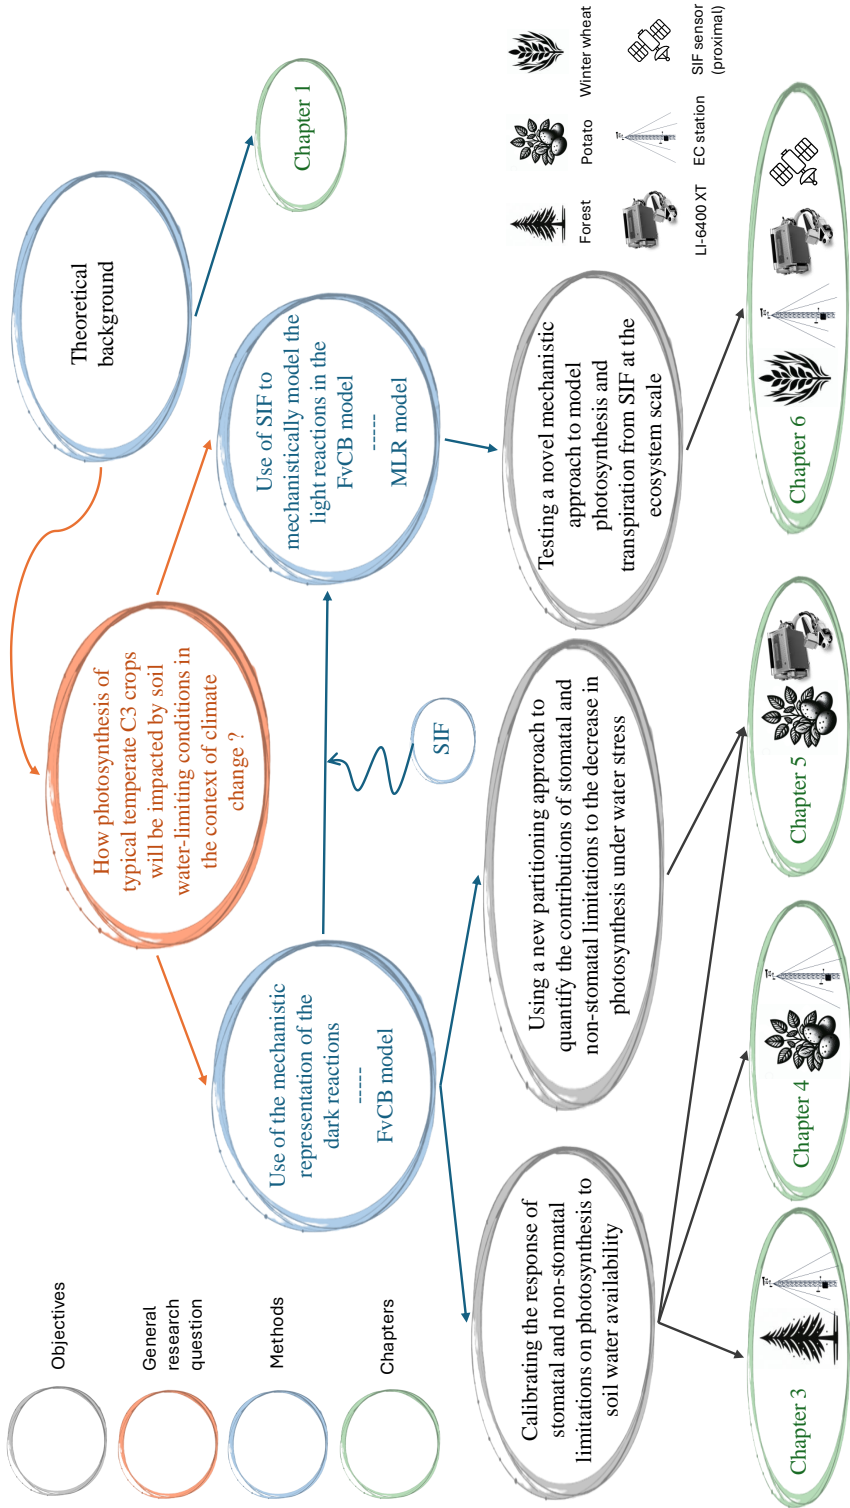 Objectives
General
research
question
Methods
Chapters
Theoretical
background
Chapter 1
How photosynthesis of
typical temperate C3 crops
will be impacted by soil
water-limiting conditions in
the context of climate
change ?
Use of the mechanistic
representation of the
dark reactions
-----
FvCB model
SIF
Use of SIF to
mechanistically model the
light reactions in the
FvCB model
-----
MLR model
Calibrating the response of
stomatal and non-stomatal
limitations on photosynthesis to
soil water availability
Using a new partitioning approach to
quantify the contributions of stomatal and
non-stomatal limitations to the decrease in
photosynthesis under water stress
Testing a novel mechanistic
approach to model
photosynthesis and
transpiration from SIF at the
ecosystem scale
Forest
Potato
Winter wheat
LI-6400 XT
EC station
SIF sensor
(proximal)
Chapter 3
Chapter 4
Chapter 5
Chapter 6